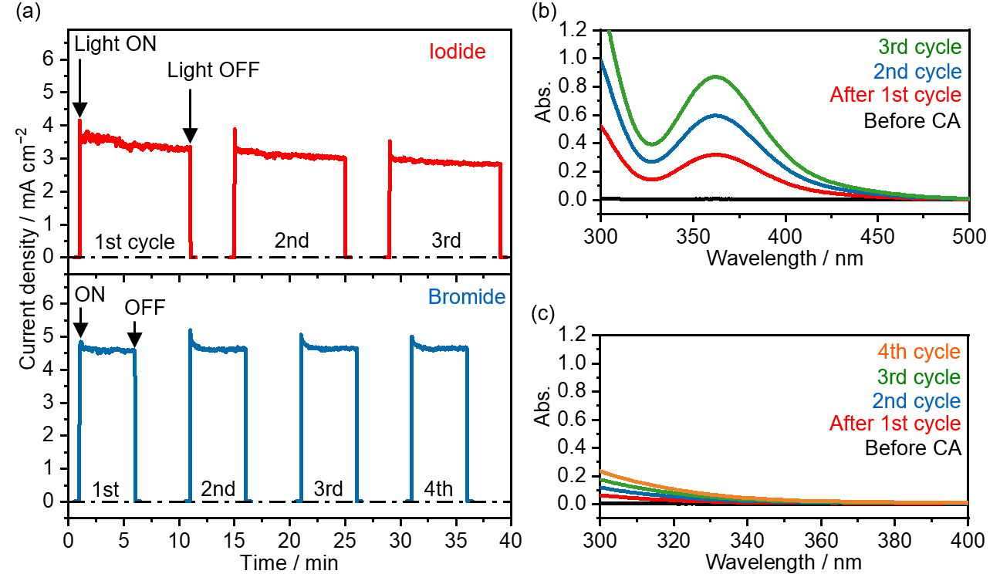 (a)
Current density / mA cm⁻²
6
5
4
3
2
1
0
Light ON
Light OFF
Iodide
1st cycle
2nd
3rd
6
5
4
3
2
1
0
ON
OFF
Bromide
1st
2nd
3rd
4th
0 5 10 15 20 25 30 35 40
Time / min
(b)
Abs.
1.2
1.0
0.8
0.6
0.4
0.2
0.0
3rd cycle
2nd cycle
After 1st cycle
Before CA
300 350 400 450 500
Wavelength / nm
(c)
Abs.
1.2
1.0
0.8
0.6
0.4
0.2
0.0
4th cycle
3rd cycle
2nd cycle
After 1st cycle
Before CA
300 320 340 360 380 400
Wavelength / nm